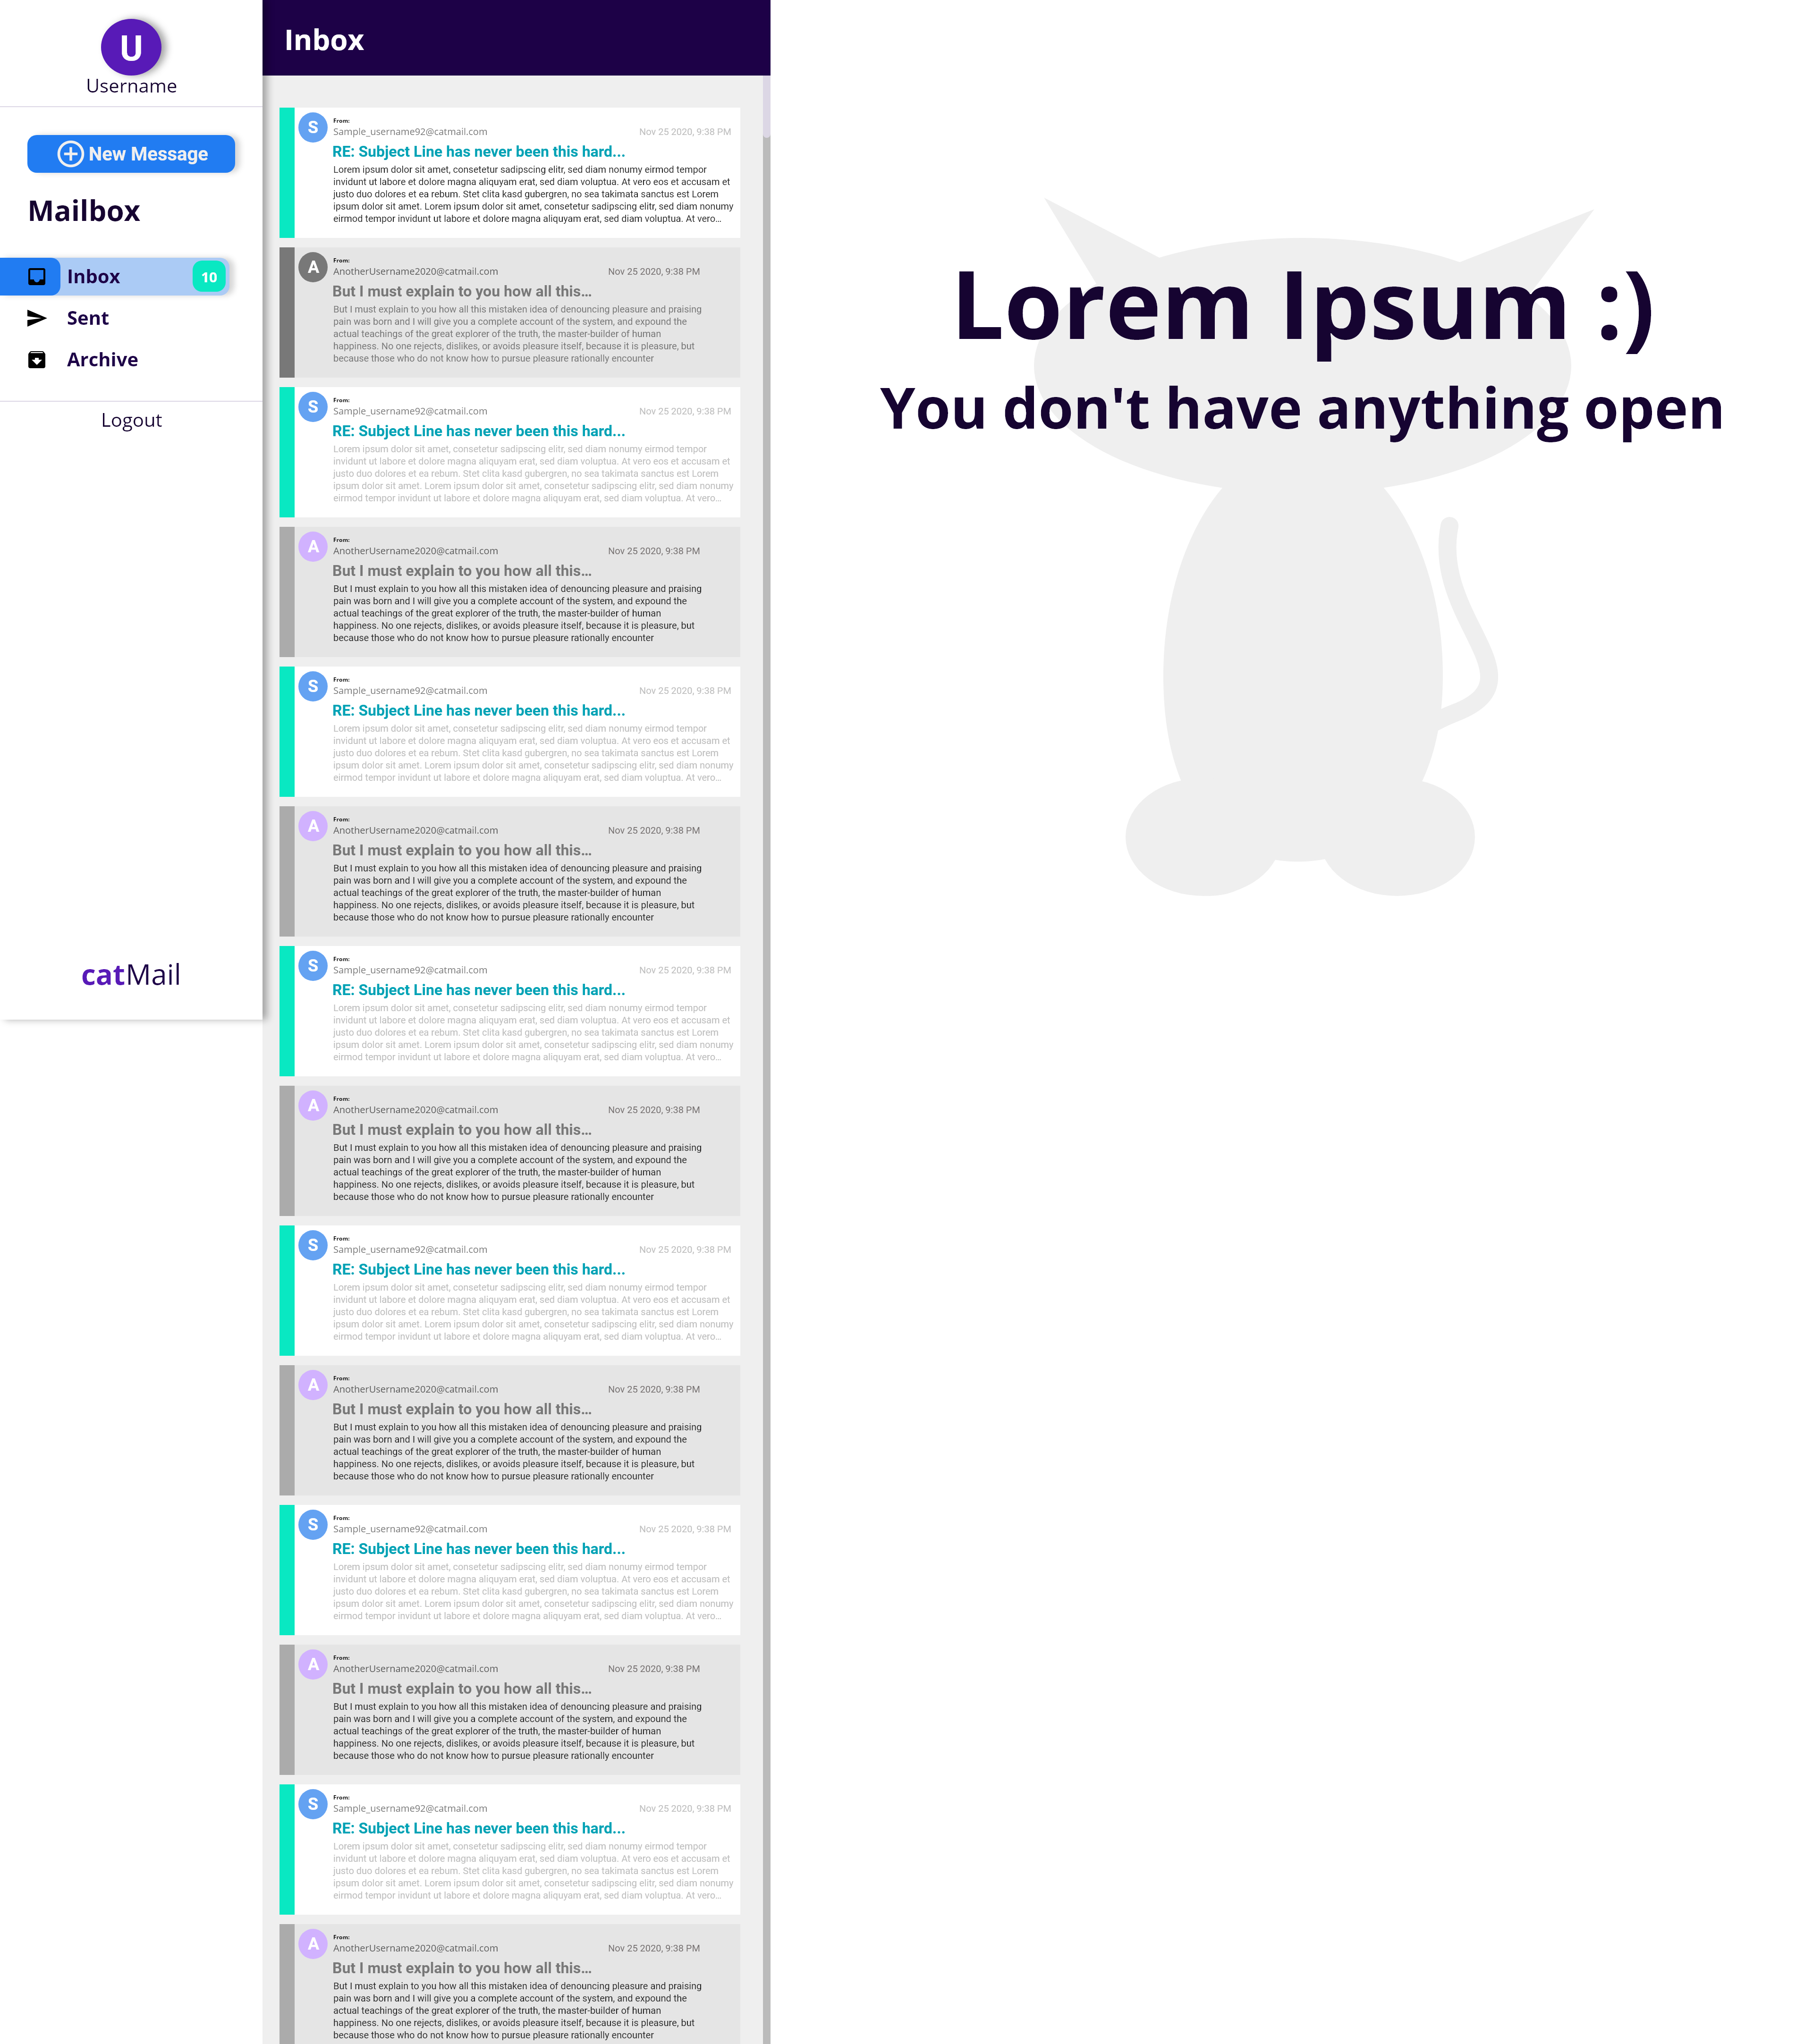 U
Username
New Message
Mailbox
Inbox 10
Sent
Archive
Logout
catMail
Inbox
S
From:
Sample_username92@catmail.com Nov 25 2020, 9:38 PM
RE: Subject Line has never been this hard...
Lorem ipsum dolor sit amet, consetetur sadipscing elitr, sed diam nonumy eirmod tempor
invidunt ut labore et dolore magna aliquyam erat, sed diam voluptua. At vero eos et accusam et
justo duo dolores et ea rebum. Stet clita kasd gubergren, no sea takimata sanctus est Lorem
ipsum dolor sit amet. Lorem ipsum dolor sit amet, consetetur sadipscing elitr, sed diam nonumy
eirmod tempor invidunt ut labore et dolore magna aliquyam erat, sed diam voluptua. At vero...
A
From:
AnotherUsername2020@catmail.com Nov 25 2020, 9:38 PM
But I must explain to you how all this...
But I must explain to you how all this mistaken idea of denouncing pleasure and praising
pain was born and I will give you a complete account of the system, and expound the
actual teachings of the great explorer of the truth, the master-builder of human
happiness. No one rejects, dislikes, or avoids pleasure itself, because it is pleasure, but
because those who do not know how to pursue pleasure rationally encounter
S
From:
Sample_username92@catmail.com Nov 25 2020, 9:38 PM
RE: Subject Line has never been this hard...
Lorem ipsum dolor sit amet, consetetur sadipscing elitr, sed diam nonumy eirmod tempor
invidunt ut labore et dolore magna aliquyam erat, sed diam voluptua. At vero eos et accusam et
justo duo dolores et ea rebum. Stet clita kasd gubergren, no sea takimata sanctus est Lorem
ipsum dolor sit amet. Lorem ipsum dolor sit amet, consetetur sadipscing elitr, sed diam nonumy
eirmod tempor invidunt ut labore et dolore magna aliquyam erat, sed diam voluptua. At vero...
A
From:
AnotherUsername2020@catmail.com Nov 25 2020, 9:38 PM
But I must explain to you how all this...
But I must explain to you how all this mistaken idea of denouncing pleasure and praising
pain was born and I will give you a complete account of the system, and expound the
actual teachings of the great explorer of the truth, the master-builder of human
happiness. No one rejects, dislikes, or avoids pleasure itself, because it is pleasure, but
because those who do not know how to pursue pleasure rationally encounter
S
From:
Sample_username92@catmail.com Nov 25 2020, 9:38 PM
RE: Subject Line has never been this hard...
Lorem ipsum dolor sit amet, consetetur sadipscing elitr, sed diam nonumy eirmod tempor
invidunt ut labore et dolore magna aliquyam erat, sed diam voluptua. At vero eos et accusam et
justo duo dolores et ea rebum. Stet clita kasd gubergren, no sea takimata sanctus est Lorem
ipsum dolor sit amet. Lorem ipsum dolor sit amet, consetetur sadipscing elitr, sed diam nonumy
eirmod tempor invidunt ut labore et dolore magna aliquyam erat, sed diam voluptua. At vero...
A
From:
AnotherUsername2020@catmail.com Nov 25 2020, 9:38 PM
But I must explain to you how all this...
But I must explain to you how all this mistaken idea of denouncing pleasure and praising
pain was born and I will give you a complete account of the system, and expound the
actual teachings of the great explorer of the truth, the master-builder of human
happiness. No one rejects, dislikes, or avoids pleasure itself, because it is pleasure, but
because those who do not know how to pursue pleasure rationally encounter
S
From:
Sample_username92@catmail.com Nov 25 2020, 9:38 PM
RE: Subject Line has never been this hard...
Lorem ipsum dolor sit amet, consetetur sadipscing elitr, sed diam nonumy eirmod tempor
invidunt ut labore et dolore magna aliquyam erat, sed diam voluptua. At vero eos et accusam et
justo duo dolores et ea rebum. Stet clita kasd gubergren, no sea takimata sanctus est Lorem
ipsum dolor sit amet. Lorem ipsum dolor sit amet, consetetur sadipscing elitr, sed diam nonumy
eirmod tempor invidunt ut labore et dolore magna aliquyam erat, sed diam voluptua. At vero...
A
From:
AnotherUsername2020@catmail.com Nov 25 2020, 9:38 PM
But I must explain to you how all this...
But I must explain to you how all this mistaken idea of denouncing pleasure and praising
pain was born and I will give you a complete account of the system, and expound the
actual teachings of the great explorer of the truth, the master-builder of human
happiness. No one rejects, dislikes, or avoids pleasure itself, because it is pleasure, but
because those who do not know how to pursue pleasure rationally encounter
S
From:
Sample_username92@catmail.com Nov 25 2020, 9:38 PM
RE: Subject Line has never been this hard...
Lorem ipsum dolor sit amet, consetetur sadipscing elitr, sed diam nonumy eirmod tempor
invidunt ut labore et dolore magna aliquyam erat, sed diam voluptua. At vero eos et accusam et
justo duo dolores et ea rebum. Stet clita kasd gubergren, no sea takimata sanctus est Lorem
ipsum dolor sit amet. Lorem ipsum dolor sit amet, consetetur sadipscing elitr, sed diam nonumy
eirmod tempor invidunt ut labore et dolore magna aliquyam erat, sed diam voluptua. At vero...
A
From:
AnotherUsername2020@catmail.com Nov 25 2020, 9:38 PM
But I must explain to you how all this...
But I must explain to you how all this mistaken idea of denouncing pleasure and praising
pain was born and I will give you a complete account of the system, and expound the
actual teachings of the great explorer of the truth, the master-builder of human
happiness. No one rejects, dislikes, or avoids pleasure itself, because it is pleasure, but
because those who do not know how to pursue pleasure rationally encounter
S
From:
Sample_username92@catmail.com Nov 25 2020, 9:38 PM
RE: Subject Line has never been this hard...
Lorem ipsum dolor sit amet, consetetur sadipscing elitr, sed diam nonumy eirmod tempor
invidunt ut labore et dolore magna aliquyam erat, sed diam voluptua. At vero eos et accusam et
justo duo dolores et ea rebum. Stet clita kasd gubergren, no sea takimata sanctus est Lorem
ipsum dolor sit amet. Lorem ipsum dolor sit amet, consetetur sadipscing elitr, sed diam nonumy
eirmod tempor invidunt ut labore et dolore magna aliquyam erat, sed diam voluptua. At vero...
A
From:
AnotherUsername2020@catmail.com Nov 25 2020, 9:38 PM
But I must explain to you how all this...
But I must explain to you how all this mistaken idea of denouncing pleasure and praising
pain was born and I will give you a complete account of the system, and expound the
actual teachings of the great explorer of the truth, the master-builder of human
happiness. No one rejects, dislikes, or avoids pleasure itself, because it is pleasure, but
because those who do not know how to pursue pleasure rationally encounter
S
From:
Sample_username92@catmail.com Nov 25 2020, 9:38 PM
RE: Subject Line has never been this hard...
Lorem ipsum dolor sit amet, consetetur sadipscing elitr, sed diam nonumy eirmod tempor
invidunt ut labore et dolore magna aliquyam erat, sed diam voluptua. At vero eos et accusam et
justo duo dolores et ea rebum. Stet clita kasd gubergren, no sea takimata sanctus est Lorem
ipsum dolor sit amet. Lorem ipsum dolor sit amet, consetetur sadipscing elitr, sed diam nonumy
eirmod tempor invidunt ut labore et dolore magna aliquyam erat, sed diam voluptua. At vero...
A
From:
AnotherUsername2020@catmail.com Nov 25 2020, 9:38 PM
But I must explain to you how all this...
But I must explain to you how all this mistaken idea of denouncing pleasure and praising
pain was born and I will give you a complete account of the system, and expound the
actual teachings of the great explorer of the truth, the master-builder of human
happiness. No one rejects, dislikes, or avoids pleasure itself, because it is pleasure, but
because those who do not know how to pursue pleasure rationally encounter
Lorem Ipsum :)
You don't have anything open